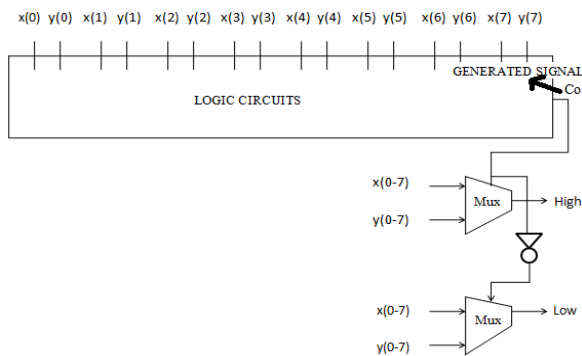 x(0) y(0) x(1) y(1) x(2) y(2) x(3) y(3) x(4) y(4) x(5) y(5) x(6) y(6) x(7) y(7)
GENERATED SIGNAL
Co
LOGIC CIRCUITS
x(0-7)
Mux
High
y(0-7)
x(0-7)
Low
Mux
y(0-7)